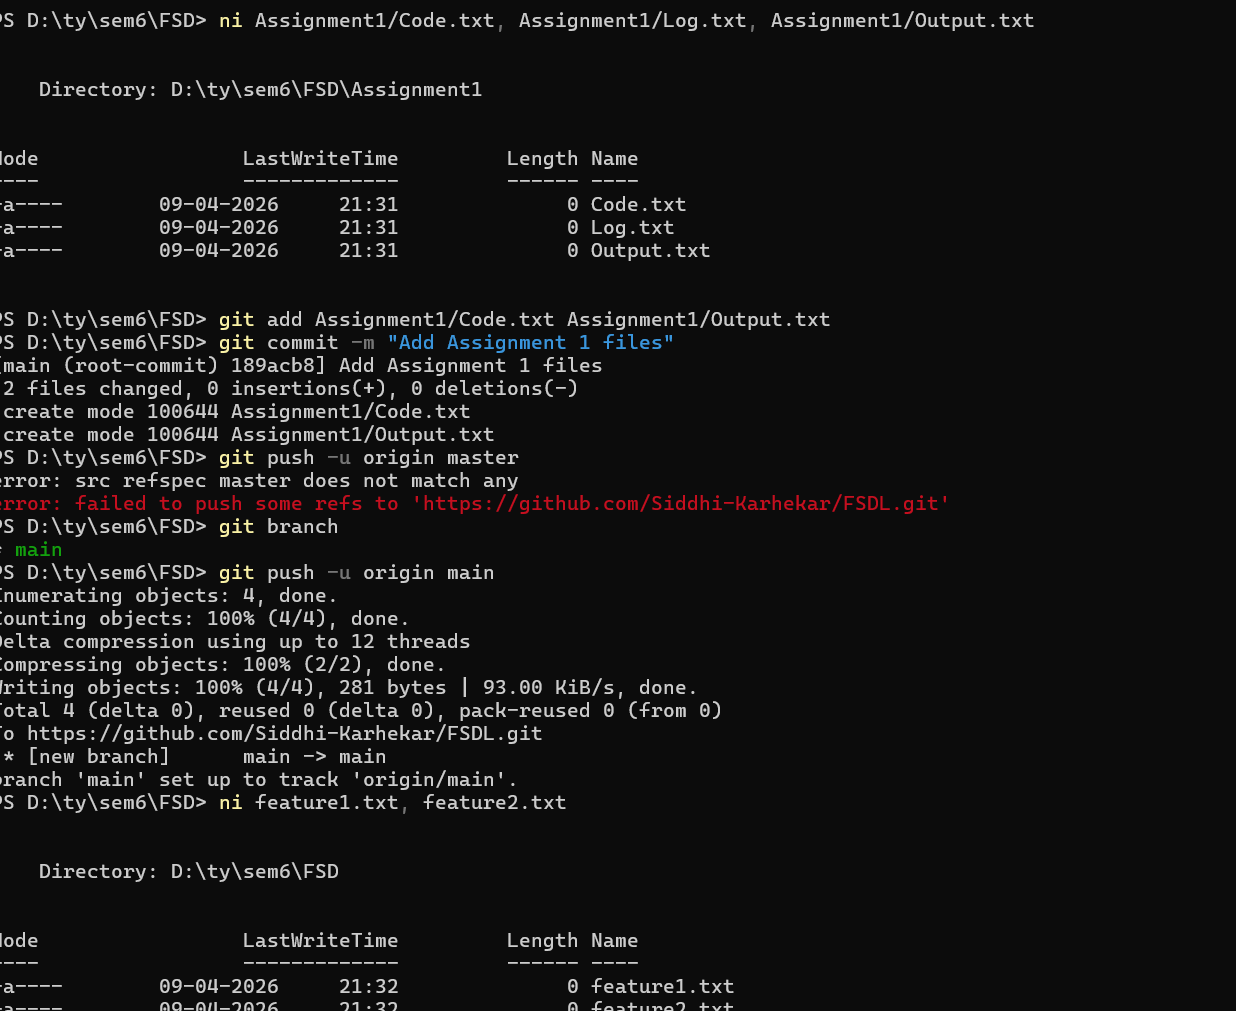 PS D:\ty\sem6\FSD> ni Assignment1/Code.txt, Assignment1/Log.txt, Assignment1/Output.txt
Directory: D:\ty\sem6\FSD\Assignment1
Mode LastWriteTime Length Name
---- ------------- ------ ----
-a---- 09-04-2026 21:31 0 Code.txt
-a---- 09-04-2026 21:31 0 Log.txt
-a---- 09-04-2026 21:31 0 Output.txt
PS D:\ty\sem6\FSD> git add Assignment1/Code.txt Assignment1/Output.txt
PS D:\ty\sem6\FSD> git commit -m "Add Assignment 1 files"
[main (root-commit) 189acb8] Add Assignment 1 files
2 files changed, 0 insertions(+), 0 deletions(-)
create mode 100644 Assignment1/Code.txt
create mode 100644 Assignment1/Output.txt
PS D:\ty\sem6\FSD> git push -u origin master
error: src refspec master does not match any
error: failed to push some refs to 'https://github.com/Siddhi-Karhekar/FSDL.git'
PS D:\ty\sem6\FSD> git branch
* main
PS D:\ty\sem6\FSD> git push -u origin main
Enumerating objects: 4, done.
Counting objects: 100% (4/4), done.
Delta compression using up to 12 threads
Compressing objects: 100% (2/2), done.
Writing objects: 100% (4/4), 281 bytes | 93.00 KiB/s, done.
Total 4 (delta 0), reused 0 (delta 0), pack-reused 0 (from 0)
To https://github.com/Siddhi-Karhekar/FSDL.git
* [new branch] main -> main
branch 'main' set up to track 'origin/main'.
PS D:\ty\sem6\FSD> ni feature1.txt, feature2.txt
Directory: D:\ty\sem6\FSD
Mode LastWriteTime Length Name
---- ------------- ------ ----
-a---- 09-04-2026 21:32 0 feature1.txt
-a---- 09-04-2026 21:32 0 feature2.txt